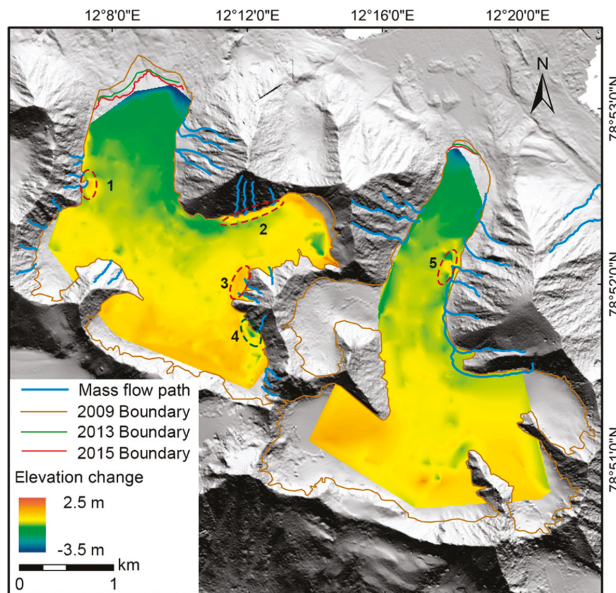 12°8'0"E 12°12'0"E 12°16'0"E 12°20'0"E
N
78°53'0"N
1
2
5
78°52'0"N
3
4
Mass flow path
2009 Boundary
2013 Boundary
2015 Boundary
78°51'0"N
Elevation change
2.5 m
-3.5 m
km
0 1